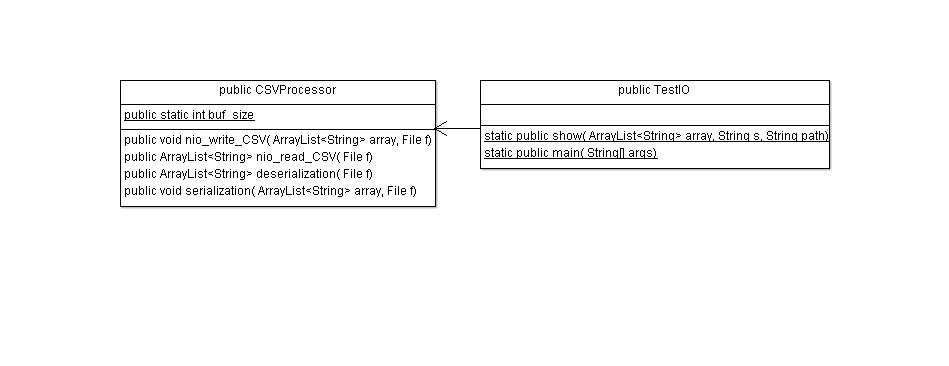 public CSVProcessor
public static int buf_size
public void nio_write_CSV( ArrayList<String> array, File f)
public ArrayList<String> nio_read_CSV( File f)
public ArrayList<String> deserialization( File f)
public void serialization( ArrayList<String> array, File f)
public TestIO
static public show( ArrayList<String> array, String s, String path)
static public main( String[] args)